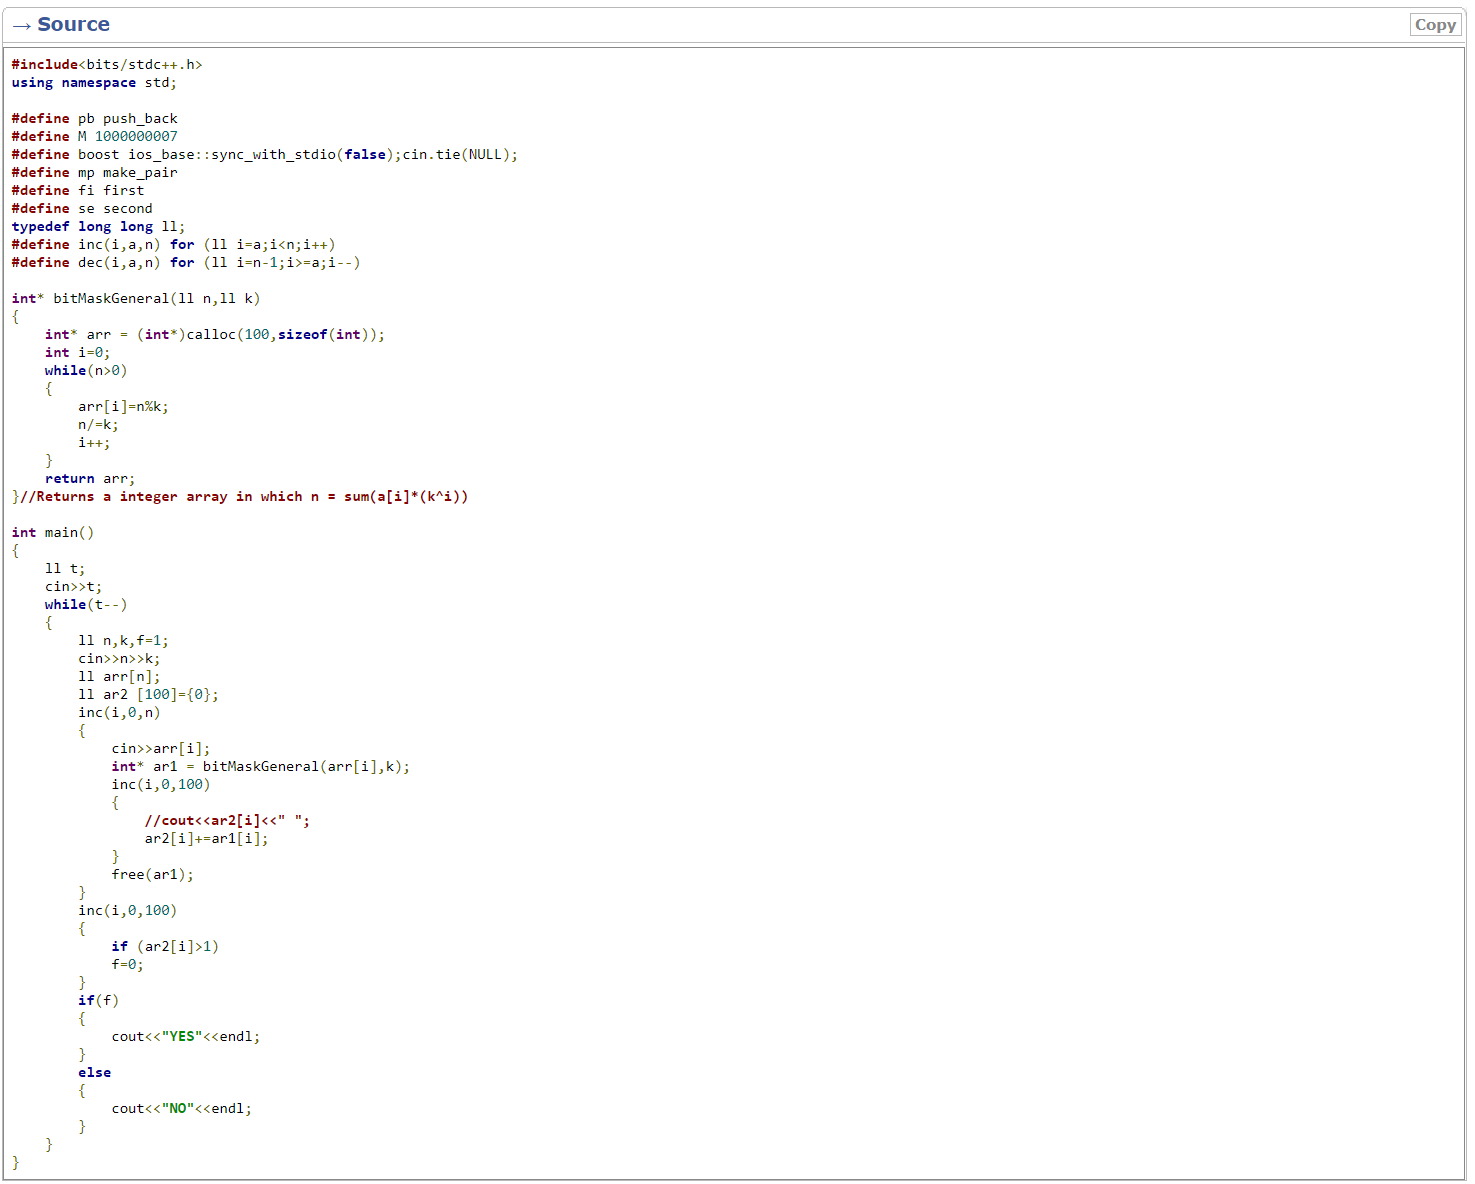 → Source
Copy
#include<bits/stdc++.h>
using namespace std;
#define pb push_back
#define M 1000000007
#define boost ios_base::sync_with_stdio(false);cin.tie(NULL);
#define mp make_pair
#define fi first
#define se second
typedef long long ll;
#define inc(i,a,n) for (ll i=a;i<n;i++)
#define dec(i,a,n) for (ll i=n-1;i>=a;i--)
int* bitMaskGeneral(ll n,ll k)
{
    int* arr = (int*)calloc(100,sizeof(int));
    int i=0;
    while(n>0)
    {
        arr[i]=n%k;
        n/=k;
        i++;
    }
    return arr;
}//Returns a integer array in which n = sum(a[i]*(k^i))
int main()
{
    ll t;
    cin>>t;
    while(t--)
    {
        ll n,k,f=1;
        cin>>n>>k;
        ll arr[n];
        ll ar2 [100]={0};
        inc(i,0,n)
        {
            cin>>arr[i];
            int* ar1 = bitMaskGeneral(arr[i],k);
            inc(i,0,100)
            {
                //cout<<ar2[i]<<" ";
                ar2[i]+=ar1[i];
            }
            free(ar1);
        }
        inc(i,0,100)
        {
            if (ar2[i]>1)
            f=0;
        }
        if(f)
        {
            cout<<"YES"<<endl;
        }
        else
        {
            cout<<"NO"<<endl;
        }
    }
}